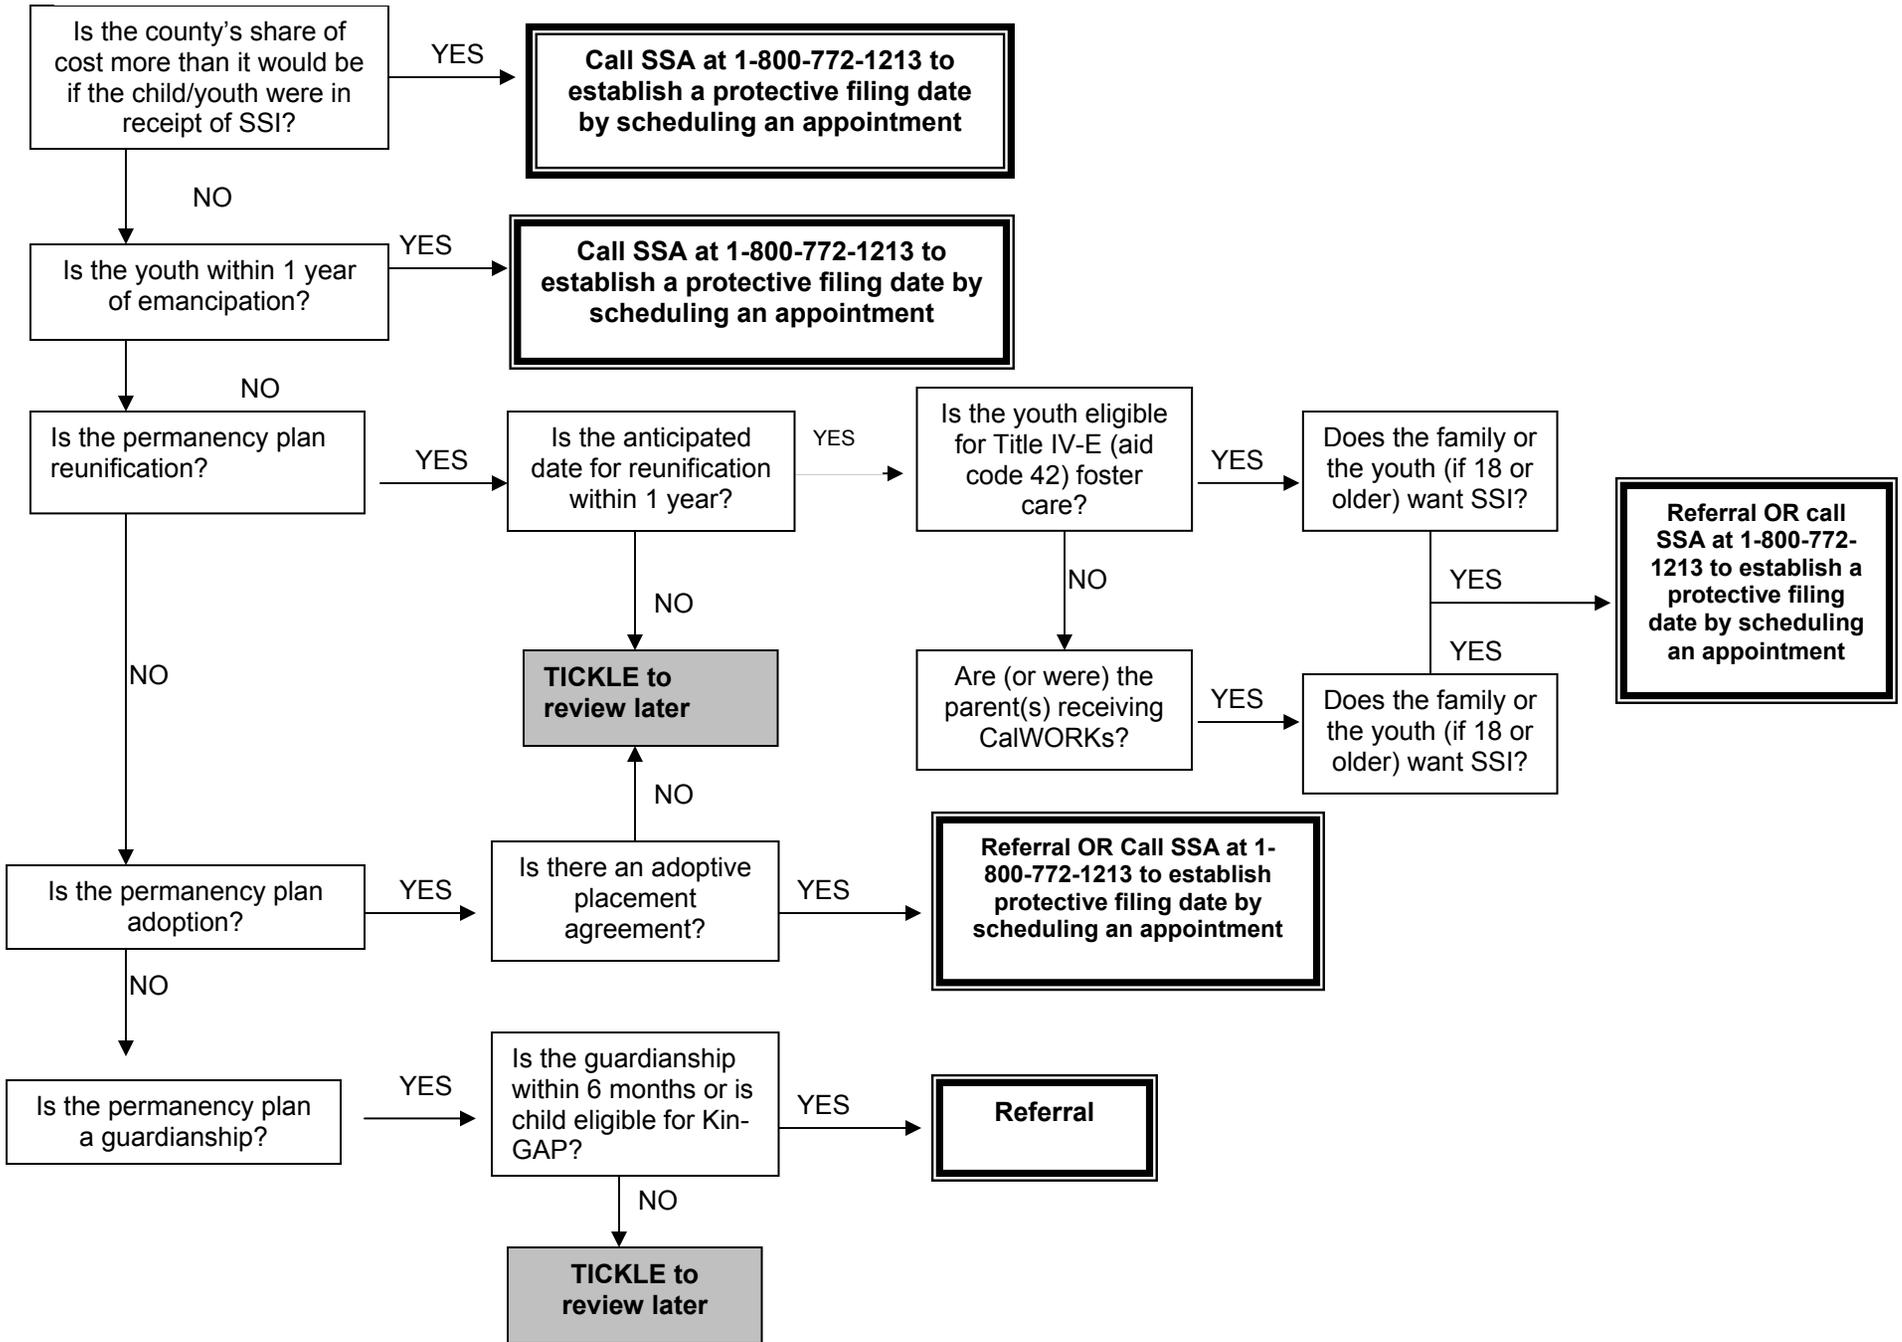 Is the county’s share of
cost more than it would be
if the child/youth were in
receipt of SSI?
YES
Call SSA at 1-800-772-1213 to
establish a protective filing date
by scheduling an appointment
NO
Is the youth within 1 year
of emancipation?
YES
Call SSA at 1-800-772-1213 to
establish a protective filing date by
scheduling an appointment
NO
Is the permanency plan
reunification?
YES
Is the anticipated
date for reunification
within 1 year?
YES
Is the youth eligible
for Title IV-E (aid
code 42) foster
care?
YES
Does the family or
the youth (if 18 or
older) want SSI?
YES
Referral OR call
SSA at 1-800-772-
1213 to establish a
protective filing
date by scheduling
an appointment
NO
NO
TICKLE to
review later
Are (or were) the
parent(s) receiving
CalWORKs?
YES
Does the family or
the youth (if 18 or
older) want SSI?
YES
NO
NO
Is the permanency plan
adoption?
YES
Is there an adoptive
placement
agreement?
YES
Referral OR Call SSA at 1-
800-772-1213 to establish
protective filing date by
scheduling an appointment
NO
Is the permanency plan
a guardianship?
YES
Is the guardianship
within 6 months or is
child eligible for Kin-
GAP?
YES
Referral
NO
TICKLE to
review later